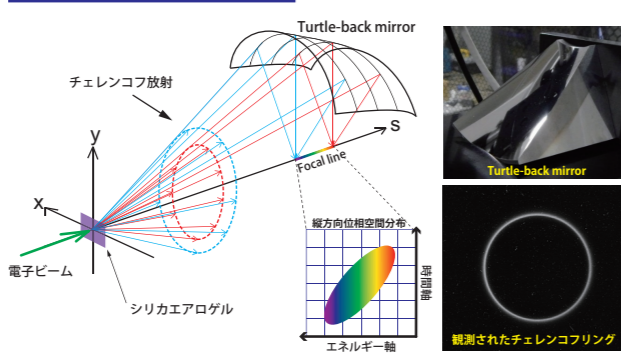 Turtle-back mirror
チェレンコフ放射
y
x
s
Focal line
電子ビーム
シリカエアロゲル
縦方向位相空間分布
時間軸
エネルギー軸
Turtle-back mirror
観測されたチェレンコフリング